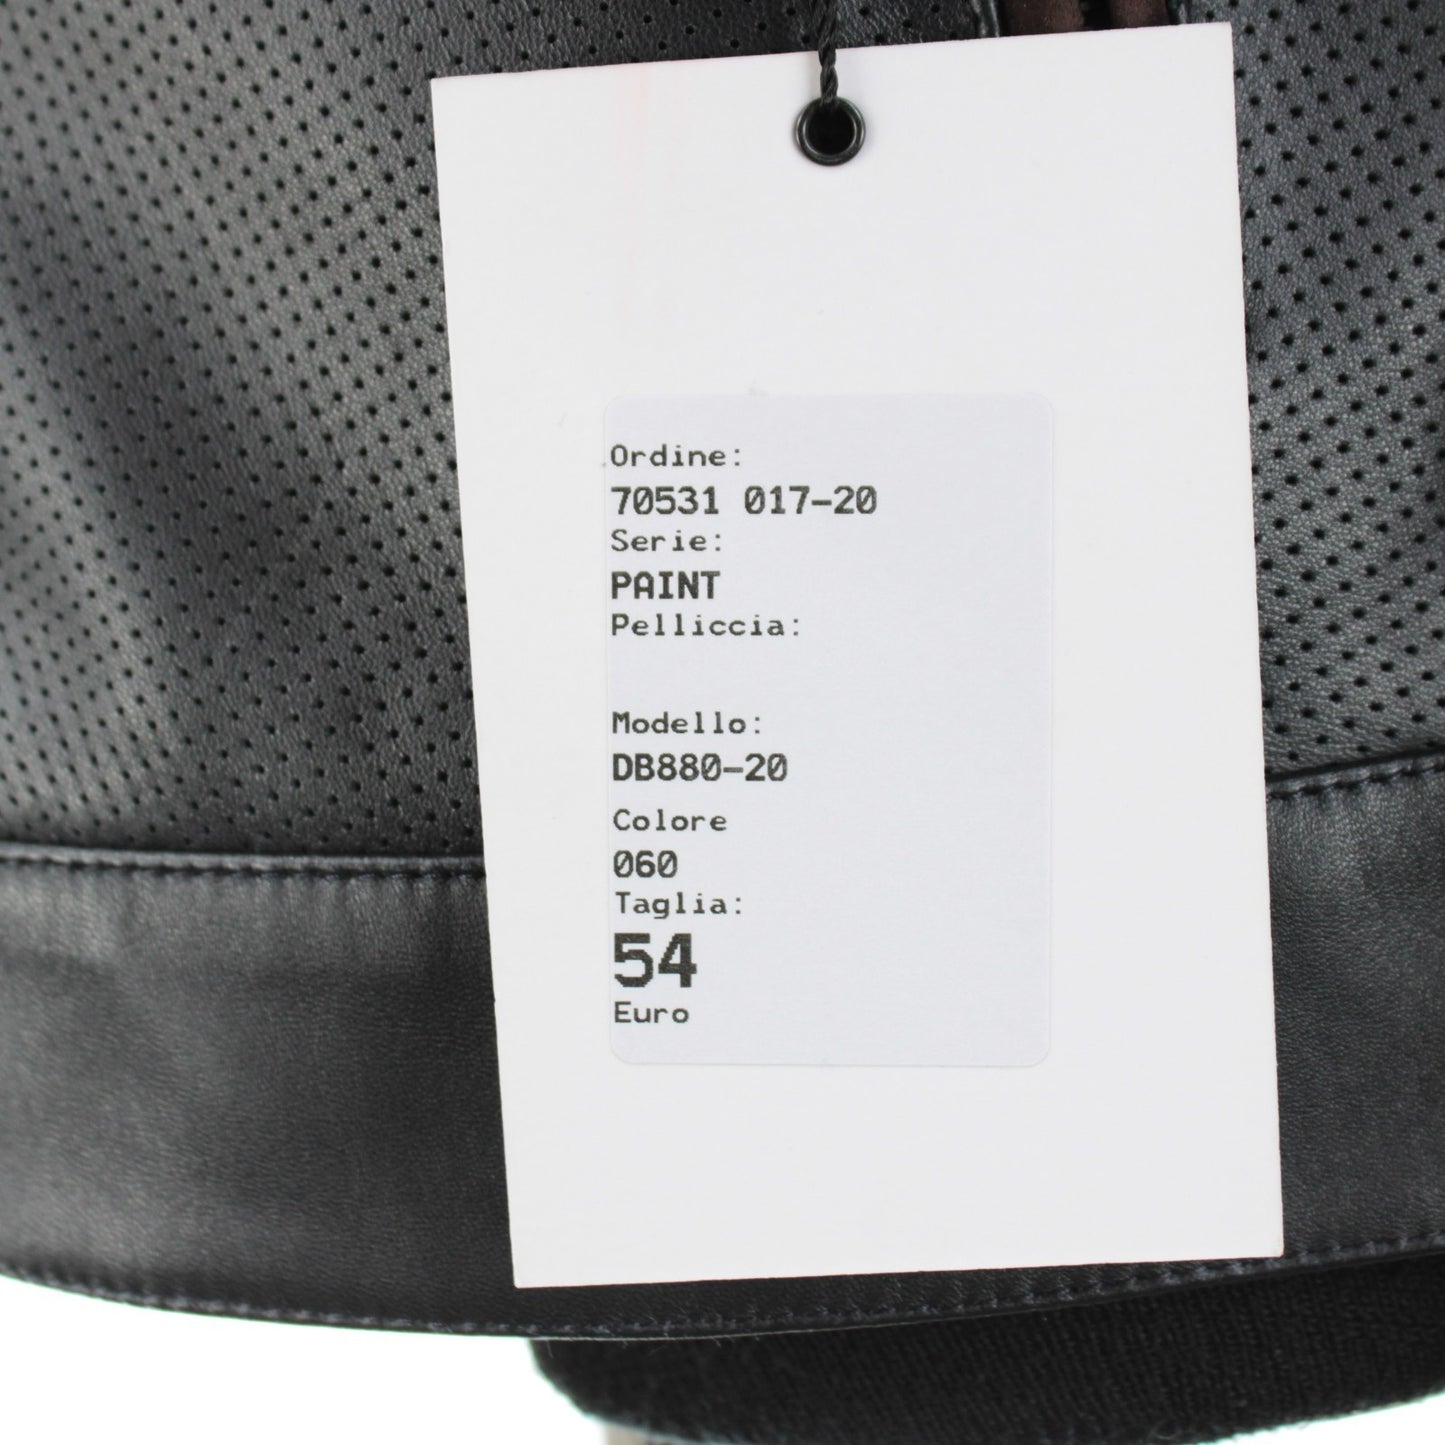 Ordine:
70531 017-20
Serie:
PAINT
Pelliccia:
Modello:
DB880-20
Colore
060
Taglia:
54
Euro